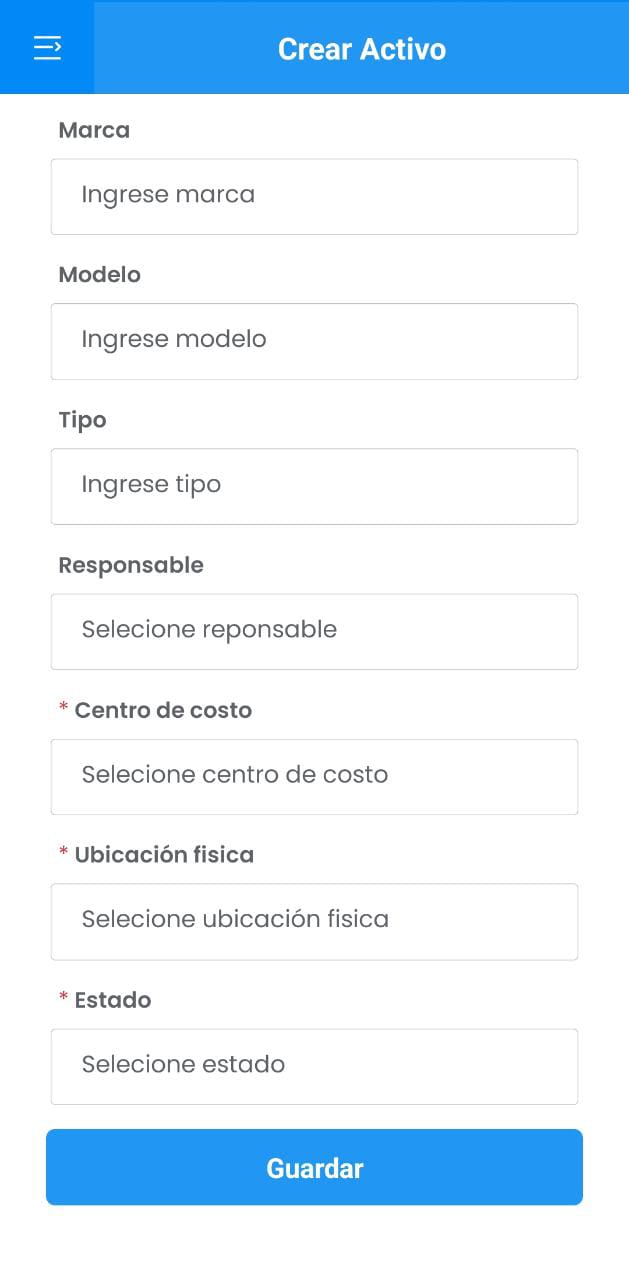 Crear Activo
Marca
Ingrese marca
Modelo
Ingrese modelo
Tipo
Ingrese tipo
Responsable
Selecione reponsable
* Centro de costo
Selecione centro de costo
* Ubicación fisica
Selecione ubicación fisica
* Estado
Selecione estado
Guardar